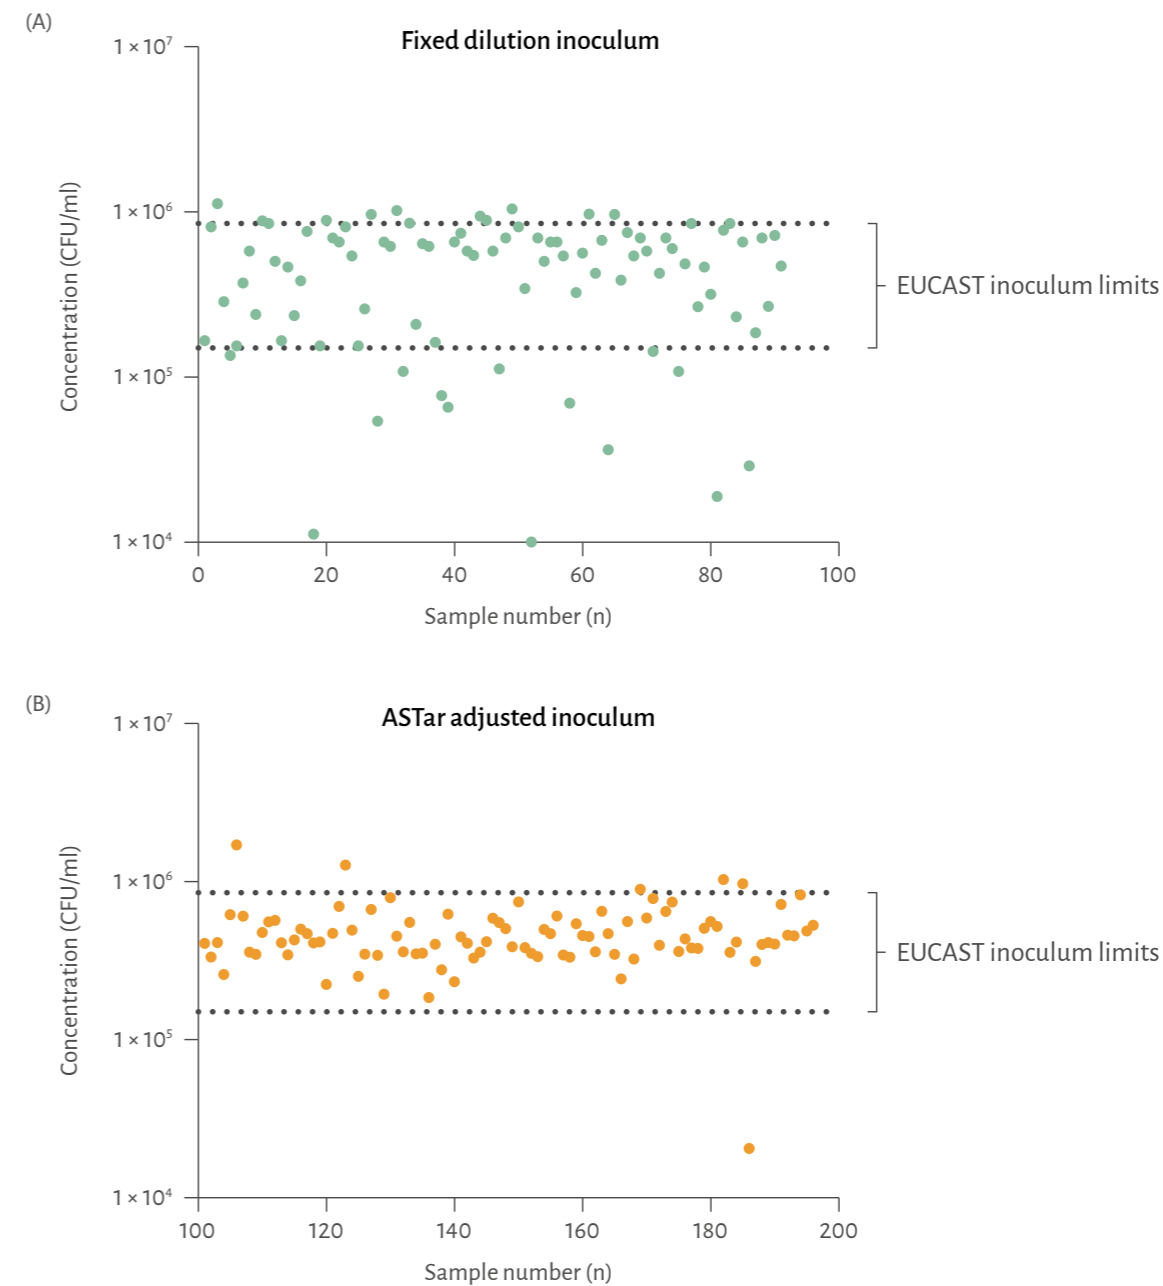 (A)
Fixed dilution inoculum
1 × 10⁷
1 × 10⁶
1 × 10⁵
1 × 10⁴
Concentration (CFU/ml)
EUCAST inoculum limits
0 20 40 60 80 100
Sample number (n)
(B)
ASTar adjusted inoculum
1 × 10⁷
1 × 10⁶
1 × 10⁵
1 × 10⁴
Concentration (CFU/ml)
EUCAST inoculum limits
100 120 140 160 180 200
Sample number (n)